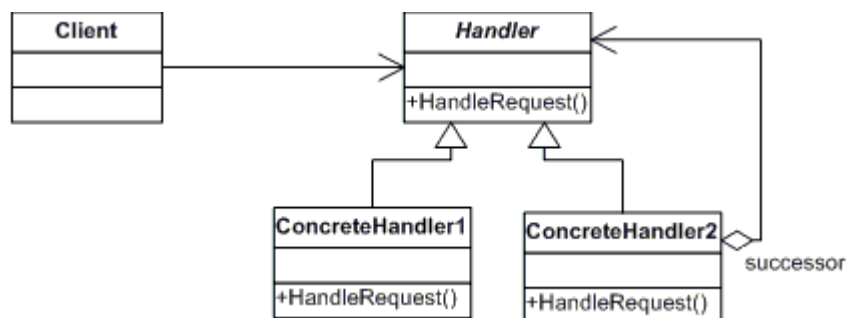 Client
Handler
+HandleRequest()
ConcreteHandler1
+HandleRequest()
ConcreteHandler2
+HandleRequest()
successor